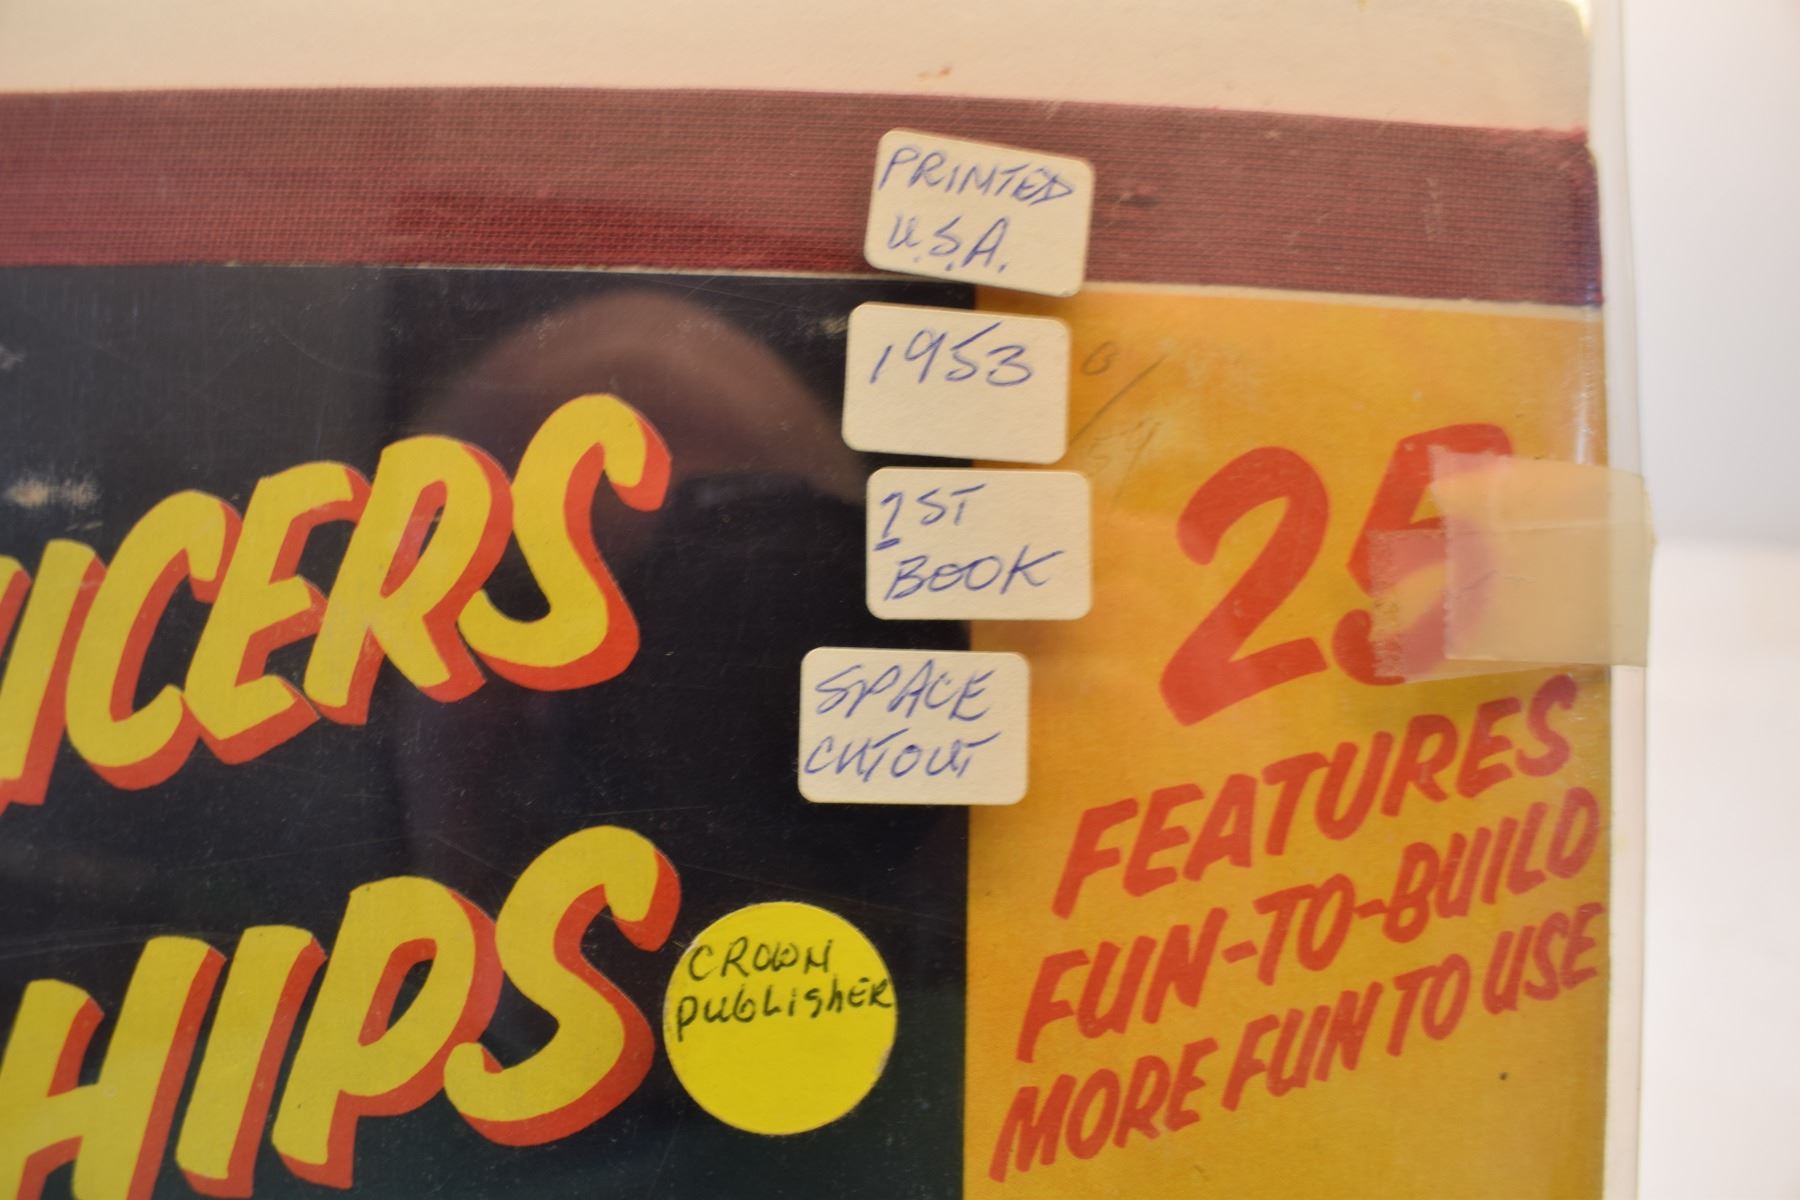 PRINTED
U.S.A.
1953
1ST
BOOK
SPACE
CUTOUT
ICERS
HIPS
CROWN
PUBLISHER
25
FEATURES
FUN-TO-BUILD
MORE FUN TO USE